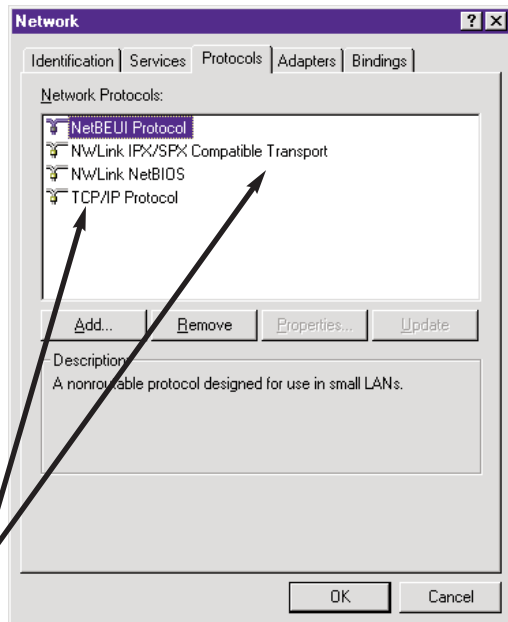 Network
Identification Services Protocols Adapters Bindings
Network Protocols:
NetBEUI Protocol
NWLink IPX/SPX Compatible Transport
NWLink NetBIOS
TCP/IP Protocol
Add... Remove Properties... Update
Description:
A nonroutable protocol designed for use in small LANs.
OK Cancel